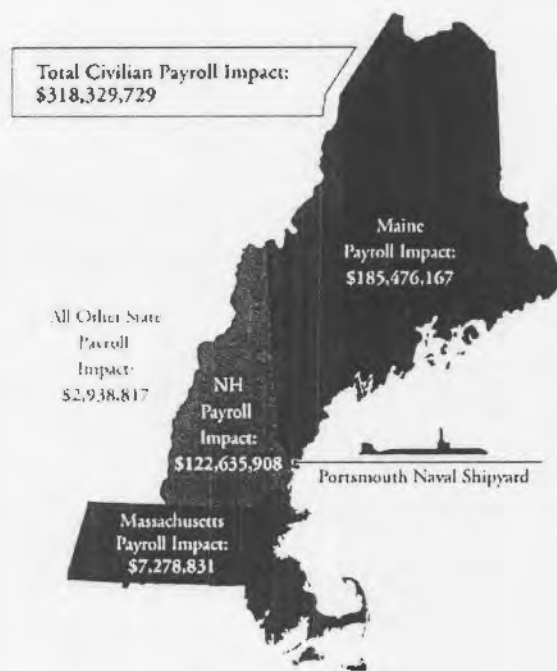 Total Civilian Payroll Impact:
$318,329,729
Maine
Payroll Impact:
$185,476,167
All Other State
Payroll
Impact:
$2,938,817
NH
Payroll
Impact:
$122,635,908
Portsmouth Naval Shipyard
Massachusetts
Payroll Impact:
$7,278,831